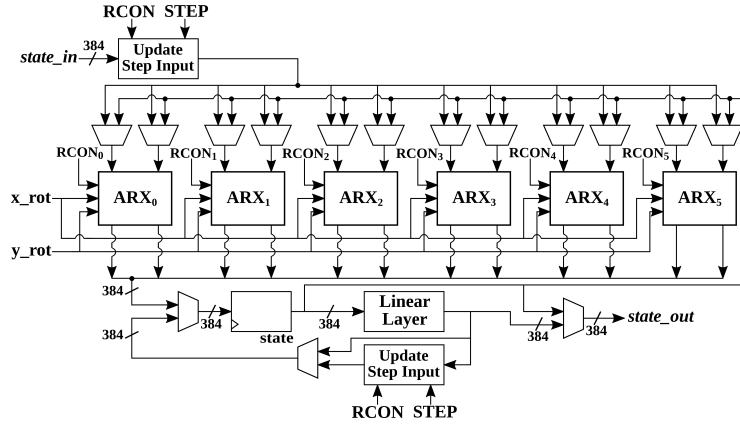 RCON STEP
state_in
384
Update
Step Input
RCON₀
RCON₁
RCON₂
RCON₃
RCON₄
RCON₅
x_rot
ARX₀
ARX₁
ARX₂
ARX₃
ARX₄
ARX₅
y_rot
384
384
384
state
384
Linear
Layer
384
384
state_out
Update
Step Input
RCON STEP